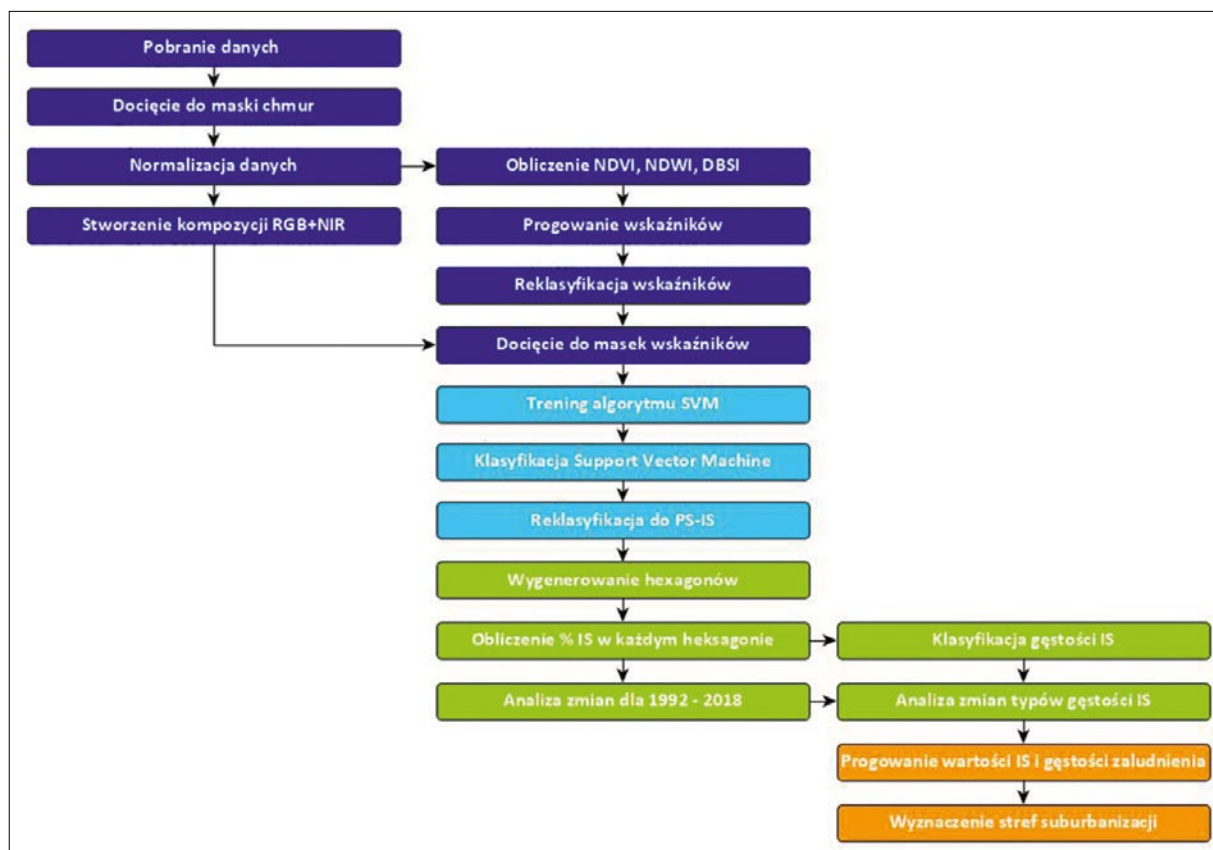 Pobranie danych
Docięcie do maski chmur
Normalizacja danych
Obliczenie NDVI, NDWI, DBSI
Stworzenie kompozycji RGB+NIR
Progowanie wskaźników
Reklasyfikacja wskaźników
Docięcie do masek wskaźników
Trening algorytmu SVM
Klasyfikacja Support Vector Machine
Reklasyfikacja do PS-IS
Wygenerowanie hexagonów
Obliczenie % IS w każdym heksagonie
Klasyfikacja gęstości IS
Analiza zmian dla 1992 - 2018
Analiza zmian typów gęstości IS
Progowanie wartości IS i gęstości zaludnienia
Wyznaczenie stref suburbanizacji